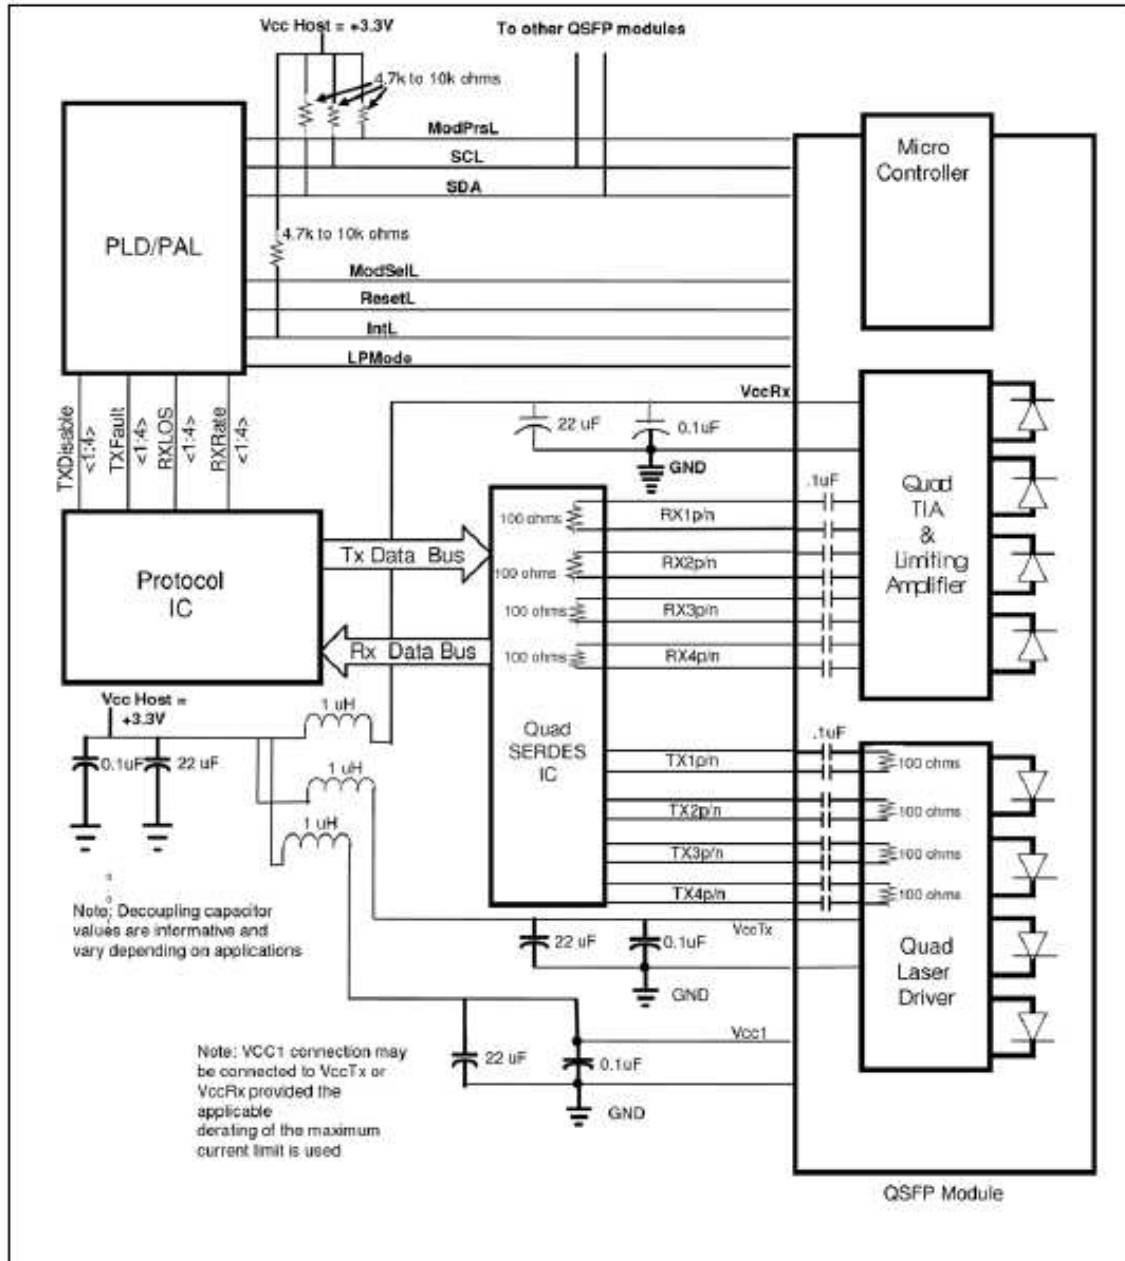 Vcc Host = +3.3V
To other QSFP modules
4.7k to 10k ohms
ModPrsL
SCL
SDA
Micro
Controller
PLD/PAL
4.7k to 10k ohms
ModSelL
ResetL
IntL
LPMode
TXDisable
<1:4>
TXFault
<1:4>
RXLOS
<1:4>
RXRate
<1:4>
VccRx
22 uF
0.1uF
GND
Quad
TIA
&
Limiting
Amplifier
.1uF
100 ohms
RX1p/n
100 ohms
RX2p/n
100 ohms
RX3p/n
100 ohms
RX4p/n
Protocol
IC
Tx Data Bus
Rx Data Bus
Vcc Host =
+3.3V
0.1uF
22 uF
1 uH
1 uH
1 uH
Quad
SERDES
IC
.1uF
TX1p/n
100 ohms
TX2p/n
100 ohms
TX3p/n
100 ohms
TX4p/n
100 ohms
Note: Decoupling capacitor
values are informative and
vary depending on applications
VccTx
22 uF
0.1uF
GND
Quad
Laser
Driver
Vcc1
22 uF
0.1uF
GND
Note: VCC1 connection may
be connected to VccTx or
VccRx provided the
applicable
derating of the maximum
current limit is used
QSFP Module